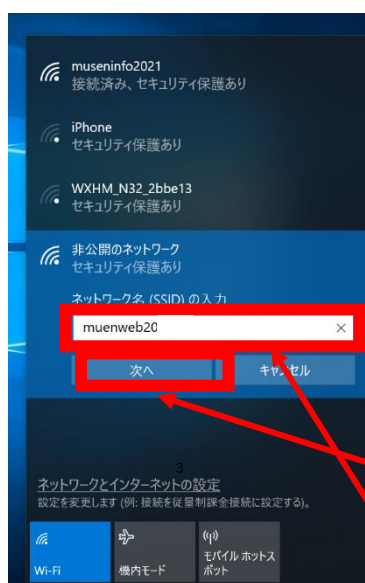 museninfo2021
接続済み、セキュリティ保護あり
iPhone
セキュリティ保護あり
WXHM_N32_2bbe13
セキュリティ保護あり
非公開のネットワーク
セキュリティ保護あり
ネットワーク名 (SSID) の入力
muenweb20
次へ
キャンセル
3
ネットワークとインターネットの設定
設定を変更します (例: 接続を従量制課金接続に設定する)。
Wi-Fi
機内モード
モバイル ホットス
ポット